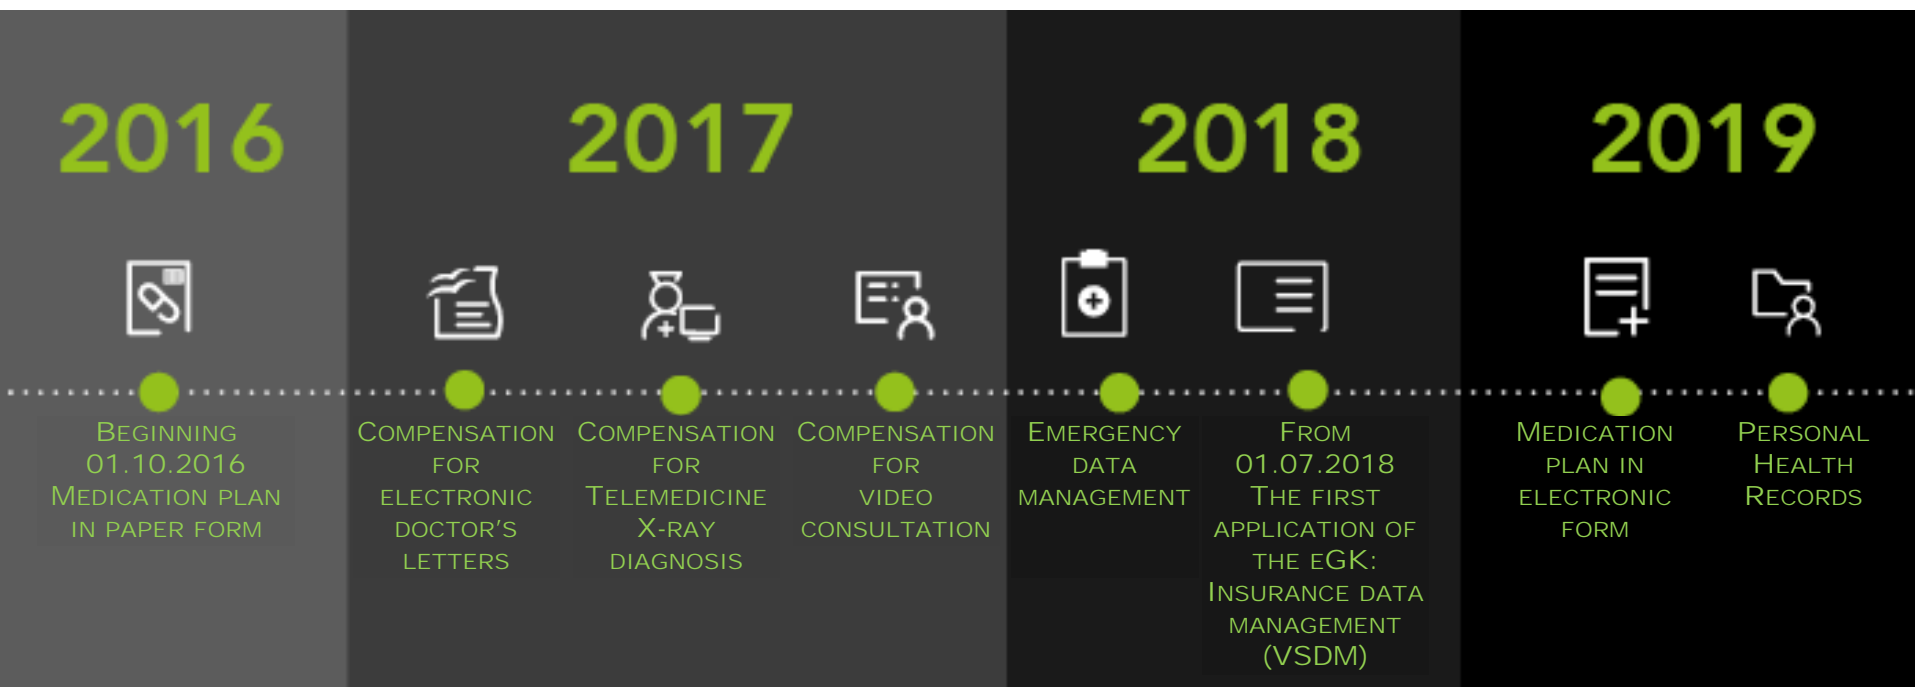 2016
2017
2018
2019
Beginning
01.10.2016
Medication plan
in paper form
Compensation
for
electronic
doctor's
letters
Compensation
for
Telemedicine
X-ray
diagnosis
Compensation
for
video
consultation
Emergency
data
management
From
01.07.2018
The first
application of
the eGK:
Insurance data
management
(VSDM)
Medication
plan in
electronic
form
Personal
Health
Records